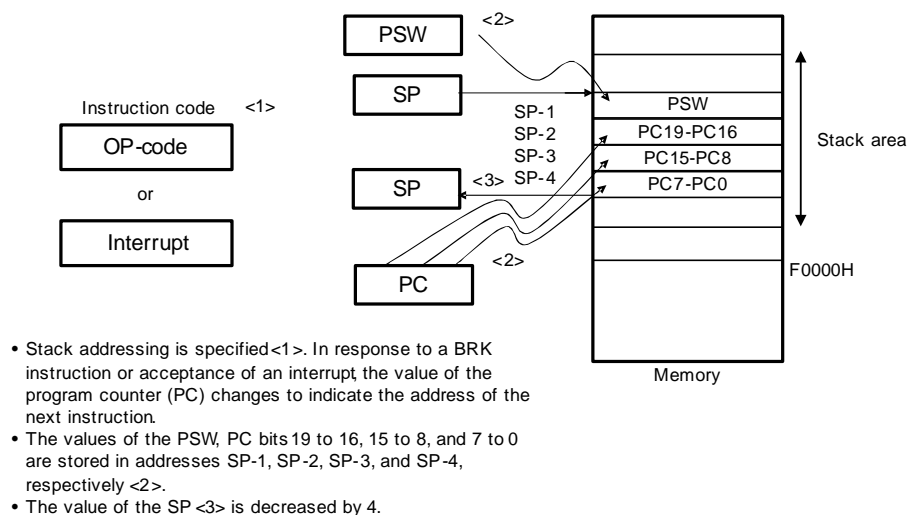 PSW
<2>
SP
Instruction code <1>
OP-code
or
Interrupt
SP-1
SP-2
SP-3
SP-4
SP
<3>
<2>
PC
PSW
PC19-PC16
PC15-PC8
PC7-PC0
Stack area
F0000H
Memory
• Stack addressing is specified <1>. In response to a BRK
instruction or acceptance of an interrupt, the value of the
program counter (PC) changes to indicate the address of the
next instruction.
• The values of the PSW, PC bits 19 to 16, 15 to 8, and 7 to 0
are stored in addresses SP-1, SP-2, SP-3, and SP-4,
respectively <2>.
• The value of the SP <3> is decreased by 4.